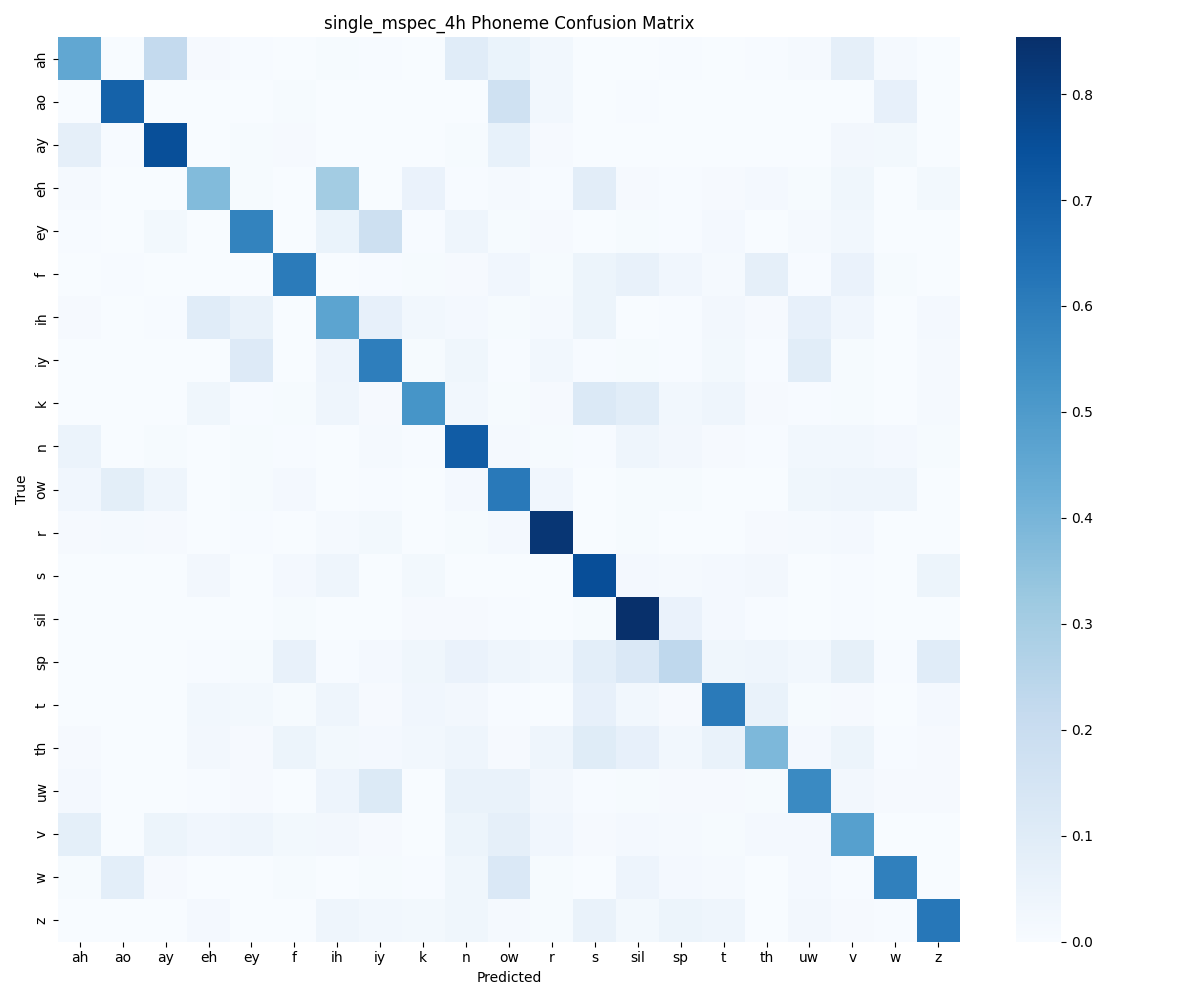 single_mspec_4h Phoneme Confusion Matrix
True
ah
ao
ay
eh
ey
f
ih
iy
k
n
ow
r
s
sil
sp
t
th
uw
v
w
z
ah ao ay eh ey f ih iy k n ow r s sil sp t th uw v w z
Predicted
0.8
0.7
0.6
0.5
0.4
0.3
0.2
0.1
0.0